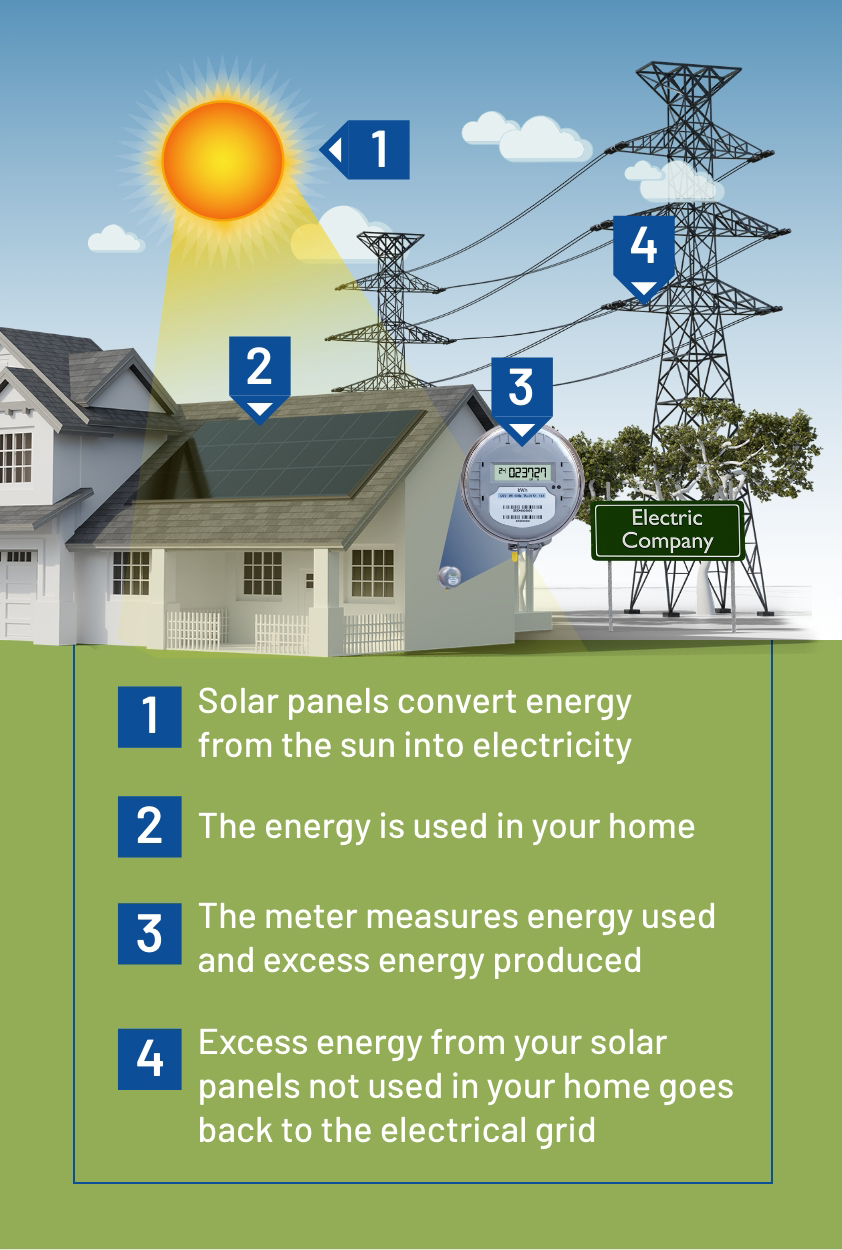 1
4
2
3
24 023727
kWh
Electric
Company
1
Solar panels convert energy
from the sun into electricity
2
The energy is used in your home
3
The meter measures energy used
and excess energy produced
4
Excess energy from your solar
panels not used in your home goes
back to the electrical grid